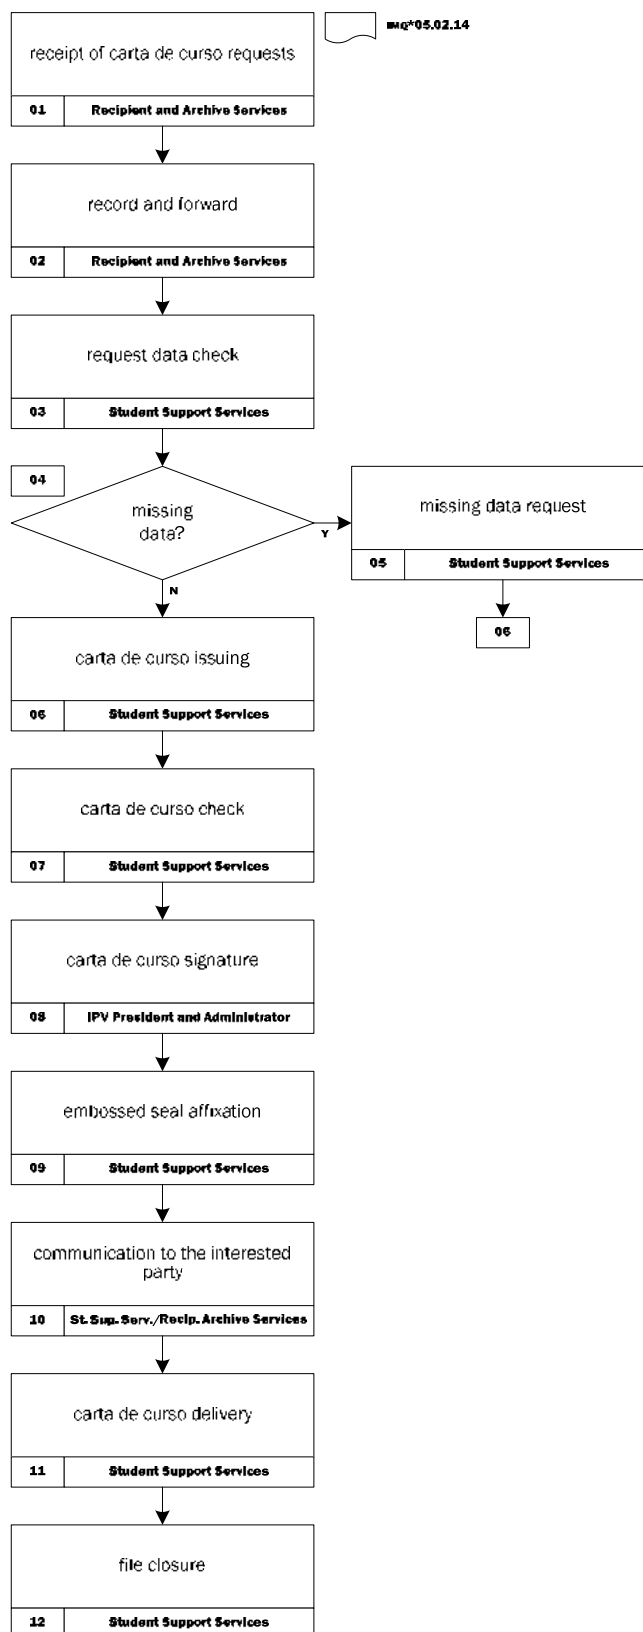 receipt of carta de curso requests
IMQ*05.02.14
01 Recipient and Archive Services
record and forward
02 Recipient and Archive Services
request data check
03 Student Support Services
04
missing
data?
Y
N
missing data request
05 Student Support Services
06
carta de curso issuing
06 Student Support Services
carta de curso check
07 Student Support Services
carta de curso signature
08 IPV President and Administrator
embossed seal affixation
09 Student Support Services
communication to the interested
party
10 St. Sup. Serv./Recip. Archive Services
carta de curso delivery
11 Student Support Services
file closure
12 Student Support Services